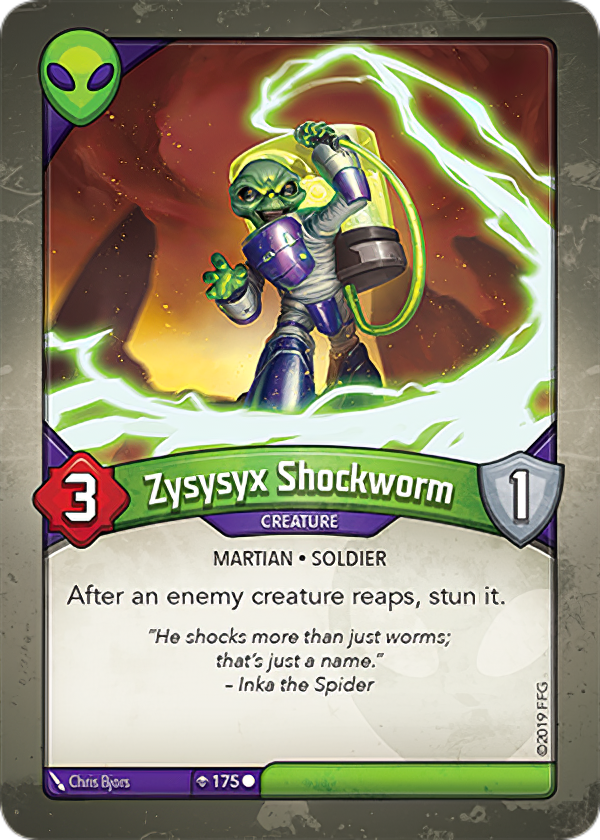 3
Zysysyx Shockworm
1
CREATURE
MARTIAN • SOLDIER
After an enemy creature reaps, stun it.
"He shocks more than just worms;
that's just a name."
– Inka the Spider
©2019 FFG
Chris Bjors
175